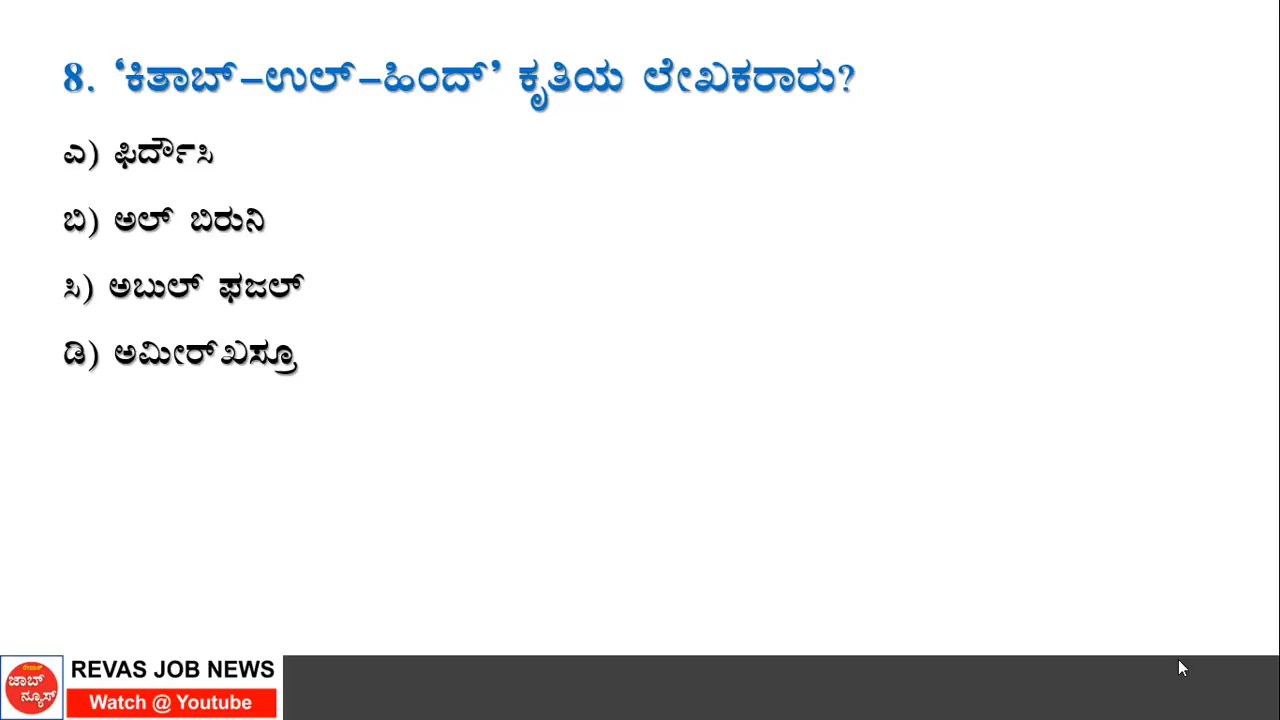 8. ‘ಕಿತಾಬ್-ಉಲ್-ಹಿಂದ್’ ಕೃತಿಯ ಲೇಖಕರಾರು?
ಎ) ಫಿರ್ದೌಸಿ
ಬಿ) ಅಲ್ ಬಿರುನಿ
ಸಿ) ಅಬುಲ್ ಫಜಲ್
ಡಿ) ಅಮೀರ್‌ಖುಸ್ರೂ
ರೇವಾಸ್
ಜಾಬ್
ನ್ಯೂಸ್
REVAS JOB NEWS
Watch @ Youtube